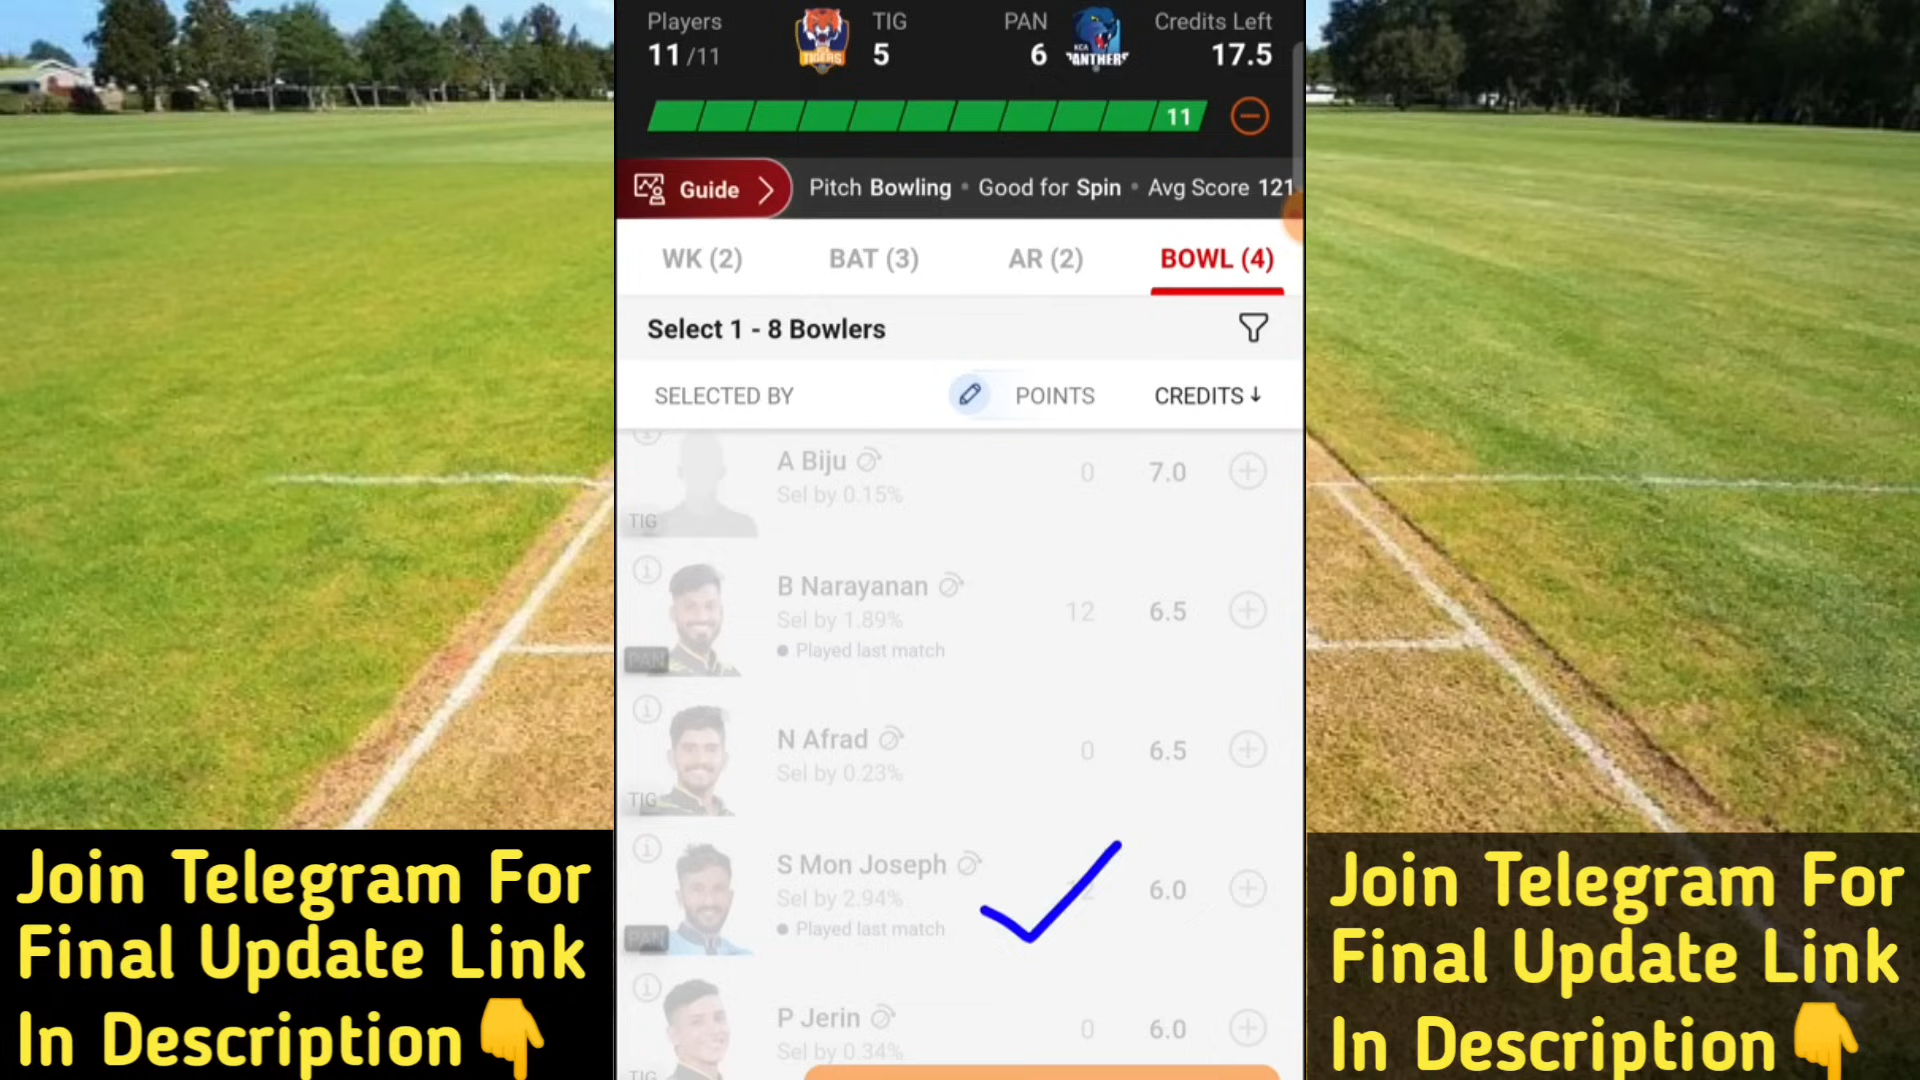 Players
TIG
PAN
Credits Left
11 /11
5
6
17.5
TIGERS
KCA
PANTHERS
11
Guide
Pitch Bowling • Good for Spin • Avg Score 121
WK (2)
BAT (3)
AR (2)
BOWL (4)
Select 1 - 8 Bowlers
SELECTED BY
POINTS
CREDITS ↓
A Biju
Sel by 0.15%
TIG
0
7.0
B Narayanan
Sel by 1.89%
• Played last match
PAN
12
6.5
N Afrad
Sel by 0.23%
TIG
0
6.5
S Mon Joseph
Sel by 2.94%
• Played last match
PAN
6.0
P Jerin
Sel by 0.34%
TIG
0
6.0
Join Telegram For
Final Update Link
In Description👇
Join Telegram For
Final Update Link
In Description👇